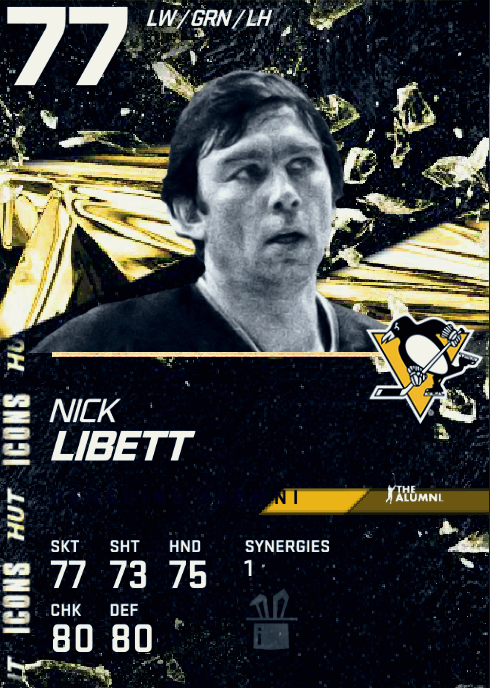 77
LW / GRN / LH
NICK
LIBETT
NI
THE
ALUMNI
SKT SHT HND SYNERGIES
77 73 75 1
CHK DEF
80 80
HUT
ICONS
HUT
ICONS